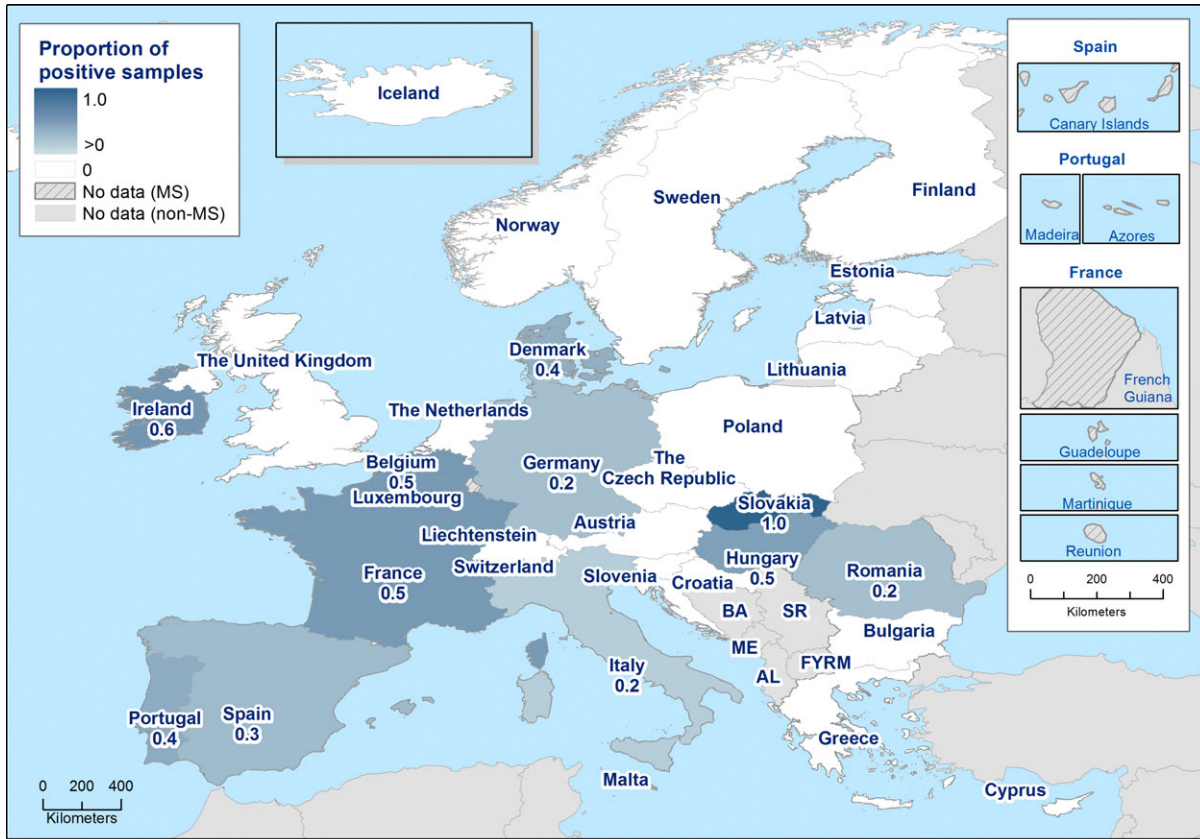 Proportion of
positive samples
1.0
>0
0
No data (MS)
No data (non-MS)
Iceland
Norway
Sweden
Finland
Estonia
Latvia
Lithuania
The United Kingdom
Ireland
0.6
Denmark
0.4
The Netherlands
Poland
Belgium
0.5
Luxembourg
Germany
0.2
The
Czech Republic
Slovakia
1.0
Austria
Liechtenstein
Switzerland
France
0.5
Slovenia
Hungary
0.5
Croatia
Romania
0.2
BA
SR
ME
Bulgaria
FYRM
AL
Italy
0.2
Portugal
0.4
Spain
0.3
Greece
Malta
Cyprus
0 200 400
Kilometers
Spain
Canary Islands
Portugal
Madeira
Azores
France
French
Guiana
Guadeloupe
Martinique
Reunion
0 200 400
Kilometers